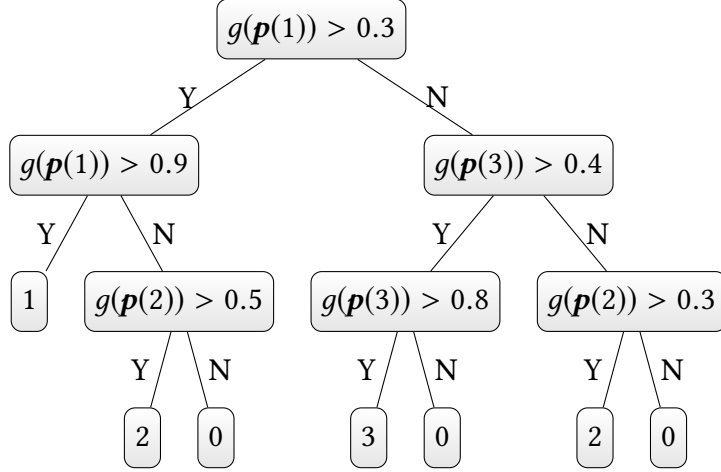 g(p(1)) > 0.3
Y N
g(p(1)) > 0.9 g(p(3)) > 0.4
Y N Y N
1 g(p(2)) > 0.5 g(p(3)) > 0.8 g(p(2)) > 0.3
Y N Y N Y N
2 0 3 0 2 0